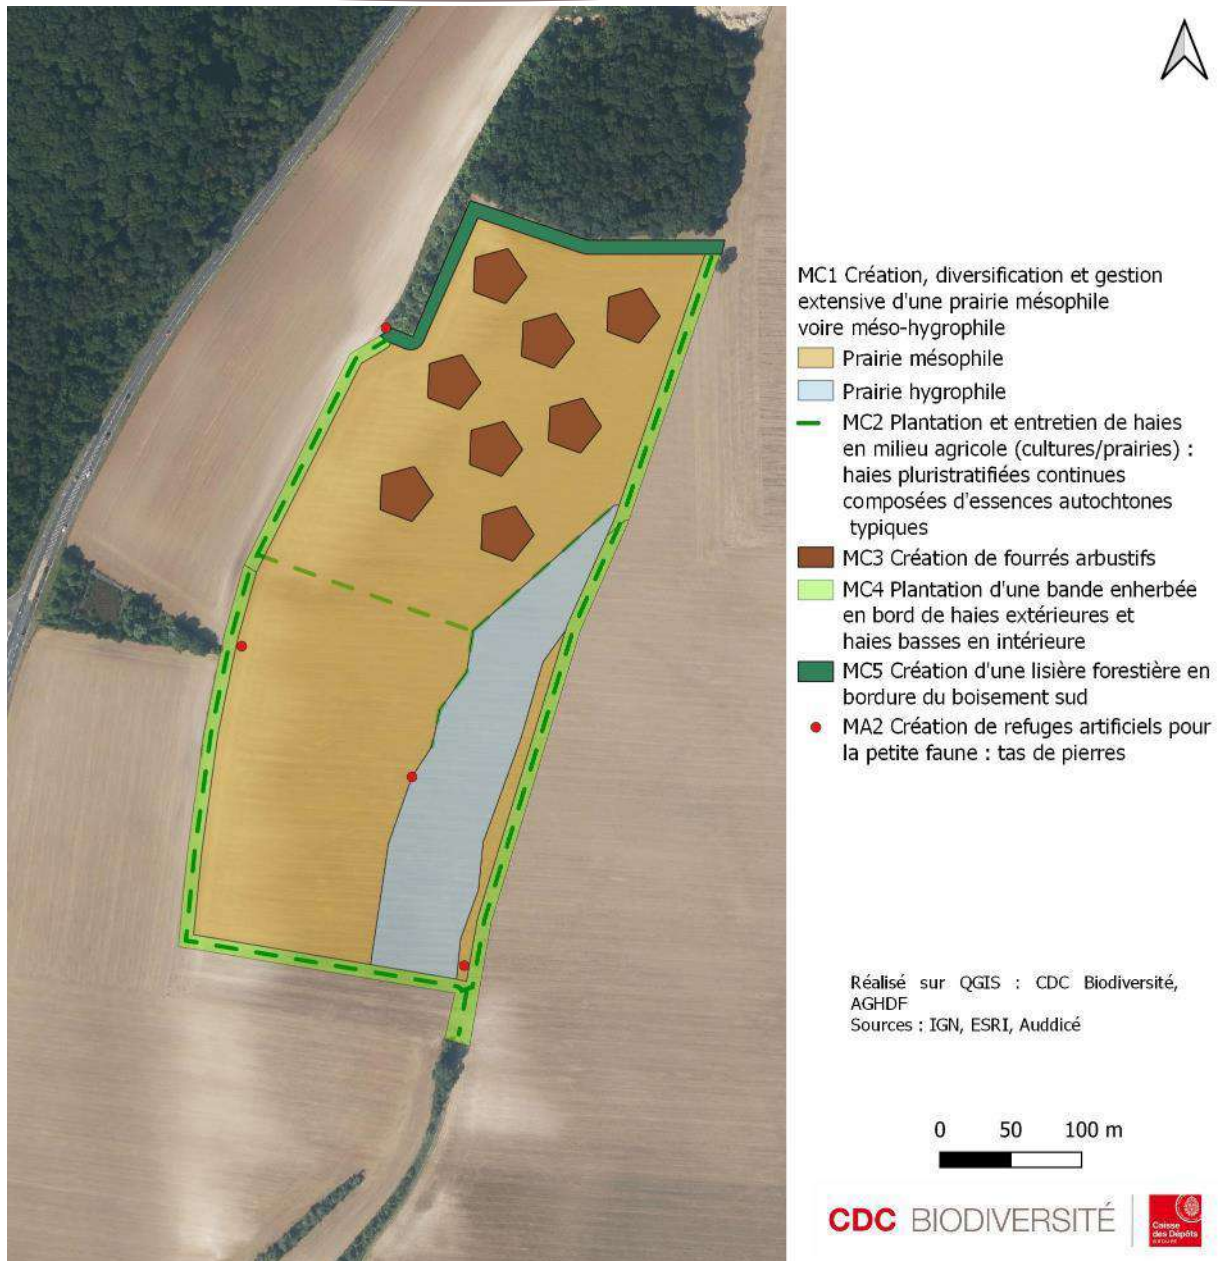 MC1 Création, diversification et gestion
extensive d'une prairie mésophile
voire méso-hygrophile
Prairie mésophile
Prairie hygrophile
MC2 Plantation et entretien de haies
en milieu agricole (cultures/prairies) :
haies pluristratifiées continues
composées d'essences autochtones
typiques
MC3 Création de fourrés arbustifs
MC4 Plantation d'une bande enherbée
en bord de haies extérieures et
haies basses en intérieure
MC5 Création d'une lisière forestière en
bordure du boisement sud
MA2 Création de refuges artificiels pour
la petite faune : tas de pierres
Réalisé sur QGIS : CDC Biodiversité,
AGHDF
Sources : IGN, ESRI, Auddicé
0 50 100 m
CDC BIODIVERSITÉ
Caisse
des Dépôts